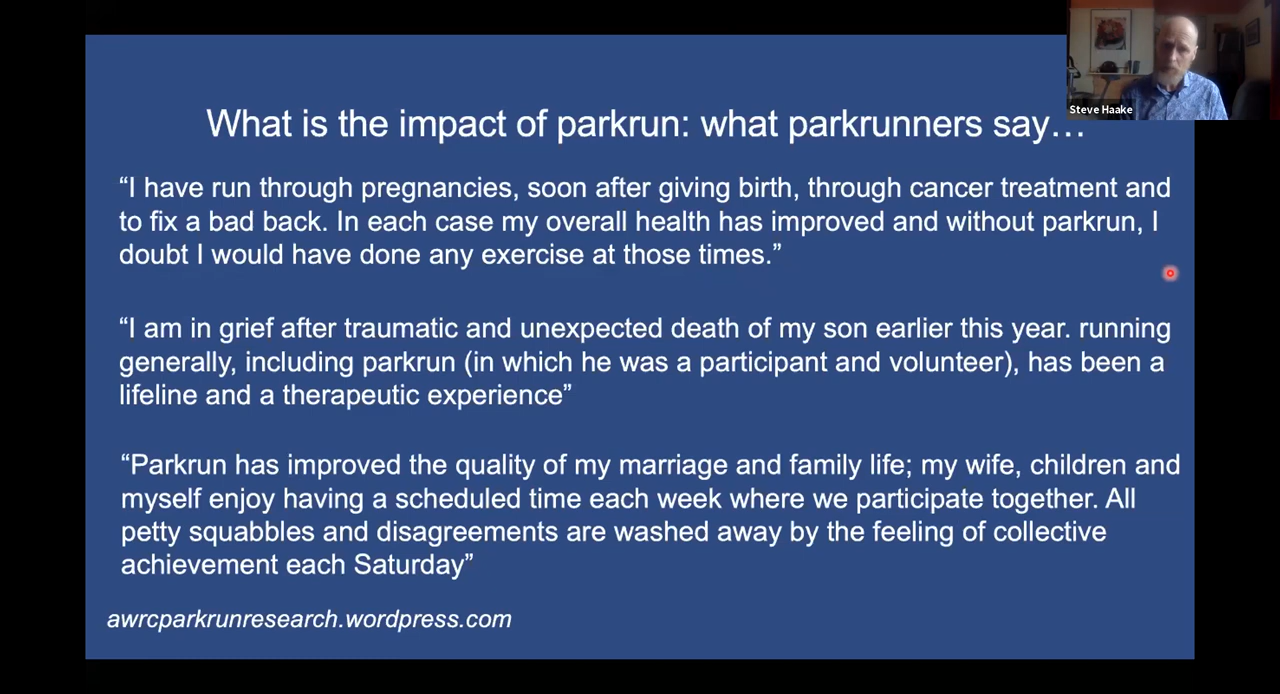 Steve Haake
What is the impact of parkrun: what parkrunners say…
“I have run through pregnancies, soon after giving birth, through cancer treatment and
to fix a bad back. In each case my overall health has improved and without parkrun, I
doubt I would have done any exercise at those times.”
“I am in grief after traumatic and unexpected death of my son earlier this year. running
generally, including parkrun (in which he was a participant and volunteer), has been a
lifeline and a therapeutic experience”
“Parkrun has improved the quality of my marriage and family life; my wife, children and
myself enjoy having a scheduled time each week where we participate together. All
petty squabbles and disagreements are washed away by the feeling of collective
achievement each Saturday”
awrcparkrunresearch.wordpress.com